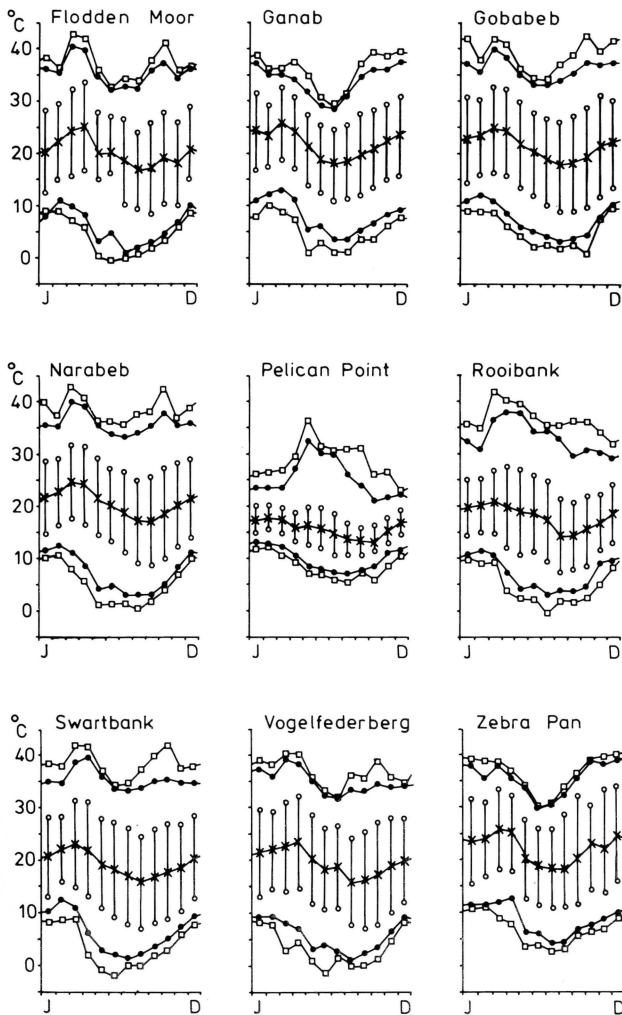 °C
Flodden Moor
Ganab
Gobabeb
40
30
20
10
0
J
D
J
D
J
D
°C
Narabeb
Pelican Point
Rooibank
40
30
20
10
0
J
D
J
D
J
D
°C
Swartbank
Vogelfederberg
Zebra Pan
40
30
20
10
0
J
D
J
D
J
D